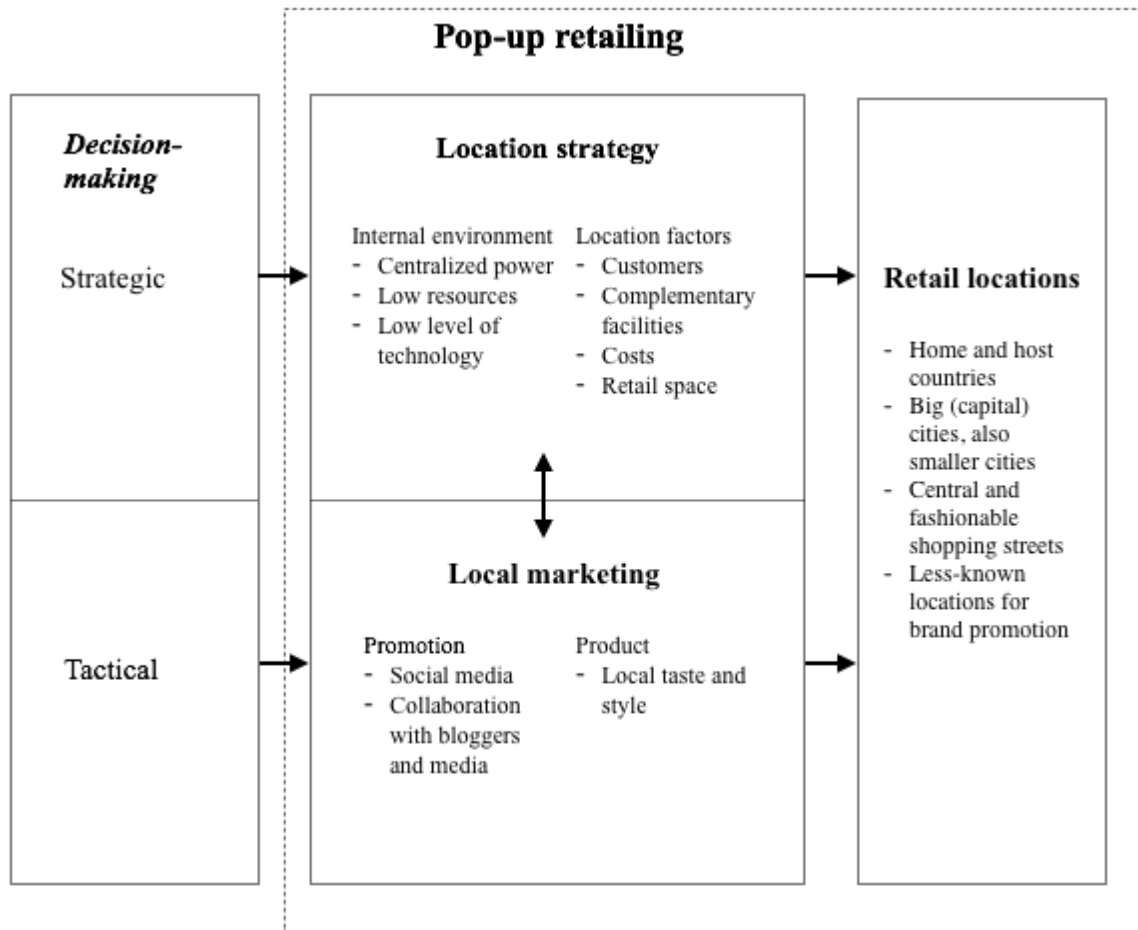 Pop-up retailing
Decision-
making
Strategic
Tactical
Location strategy
Internal environment
- Centralized power
- Low resources
- Low level of
technology
Location factors
- Customers
- Complementary
facilities
- Costs
- Retail space
Local marketing
Promotion
- Social media
- Collaboration
with bloggers
and media
Product
- Local taste and
style
Retail locations
- Home and host
countries
- Big (capital)
cities, also
smaller cities
- Central and
fashionable
shopping streets
- Less-known
locations for
brand promotion